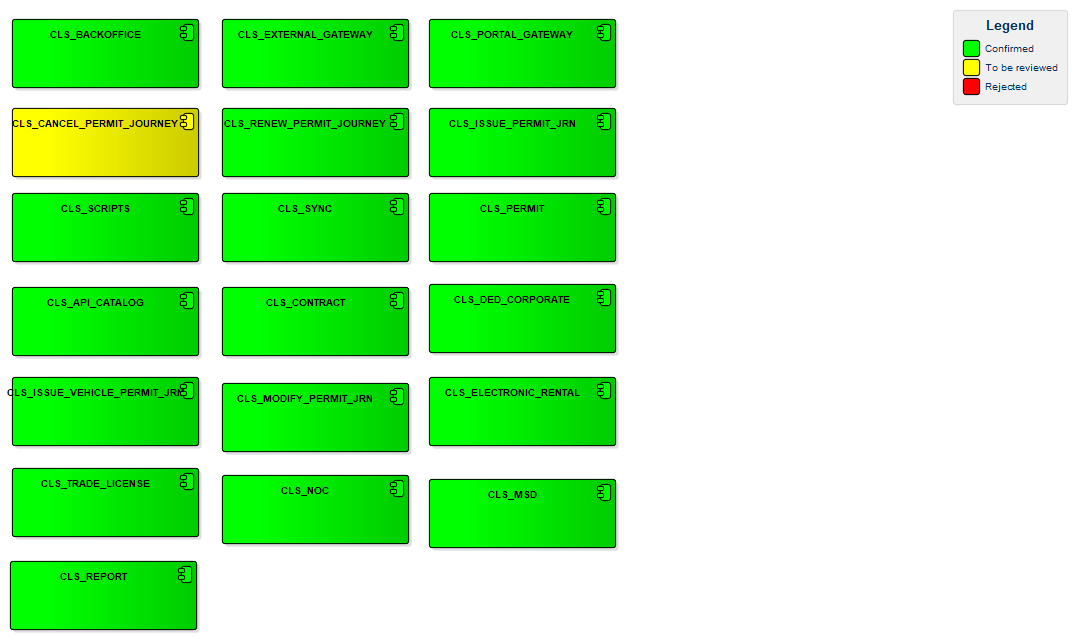 CLS_BACKOFFICE
CLS_EXTERNAL_GATEWAY
CLS_PORTAL_GATEWAY
Legend
Confirmed
To be reviewed
Rejected
CLS_CANCEL_PERMIT_JOURNEY
CLS_RENEW_PERMIT_JOURNEY
CLS_ISSUE_PERMIT_JRN
CLS_SCRIPTS
CLS_SYNC
CLS_PERMIT
CLS_API_CATALOG
CLS_CONTRACT
CLS_DED_CORPORATE
CLS_ISSUE_VEHICLE_PERMIT_JRN
CLS_MODIFY_PERMIT_JRN
CLS_ELECTRONIC_RENTAL
CLS_TRADE_LICENSE
CLS_NOC
CLS_MSD
CLS_REPORT